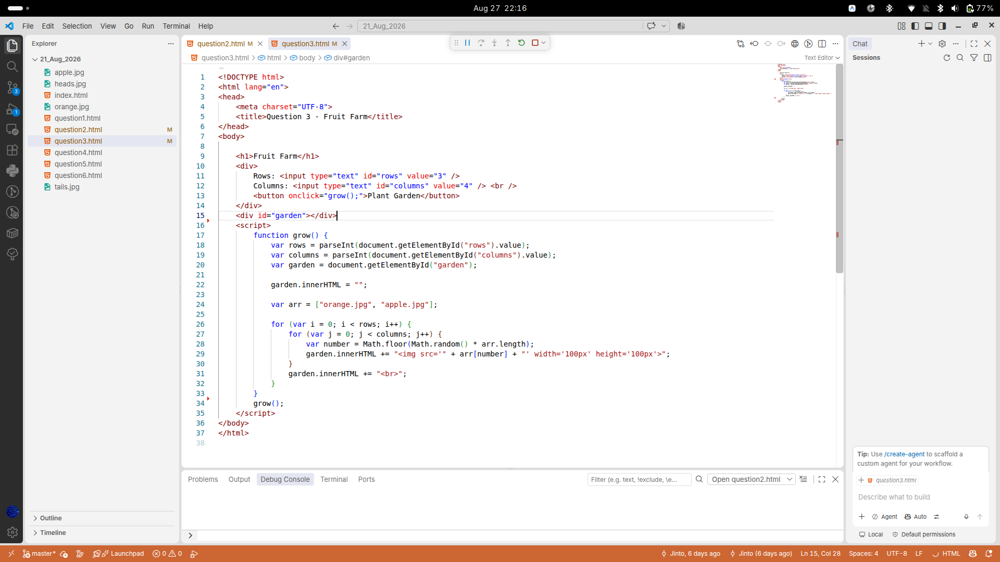 Aug 27 22:16
77%
File Edit Selection View Go Run Terminal Help
21_Aug_2026
Explorer
21_Aug_2026
apple.jpg
heads.jpg
index.html
orange.jpg
question1.html
question2.html M
question3.html M
question4.html
question5.html
question6.html
tails.jpg
Outline
Timeline
3
1
question2.html M
question3.html M
question3.html > html > body > div#garden
Text Editor
1 <!DOCTYPE html>
2 <html lang="en">
3 <head>
4     <meta charset="UTF-8">
5     <title>Question 3 - Fruit Farm</title>
6 </head>
7 <body>
8
9     <h1>Fruit Farm</h1>
10     <div>
11         Rows: <input type="text" id="rows" value="3" />
12         Columns: <input type="text" id="columns" value="4" /> <br />
13         <button onclick="grow();">Plant Garden</button>
14     </div>
15     <div id="garden"></div>
16     <script>
17         function grow() {
18             var rows = parseInt(document.getElementById("rows").value);
19             var columns = parseInt(document.getElementById("columns").value);
20             var garden = document.getElementById("garden");
21
22             garden.innerHTML = "";
23
24             var arr = ["orange.jpg", "apple.jpg"];
25
26             for (var i = 0; i < rows; i++) {
27                 for (var j = 0; j < columns; j++) {
28                     var number = Math.floor(Math.random() * arr.length);
29                     garden.innerHTML += "<img src='" + arr[number] + "' width='100px' height='100px'>";
30                 }
31                 garden.innerHTML += "<br>";
32             }
33         }
34         grow();
35     </script>
36 </body>
37 </html>
38
Problems Output Debug Console Terminal Ports
Filter (e.g. text, !exclude, \e...
Open question2.html
Chat
Sessions
Tip: Use /create-agent to scaffold a
custom agent for your workflow.
question3.html
Describe what to build
Agent Auto
Local Default permissions
master* Launchpad 0 0
Jinto, 6 days ago Jinto (6 days ago) Ln 15, Col 28 Spaces: 4 UTF-8 LF HTML